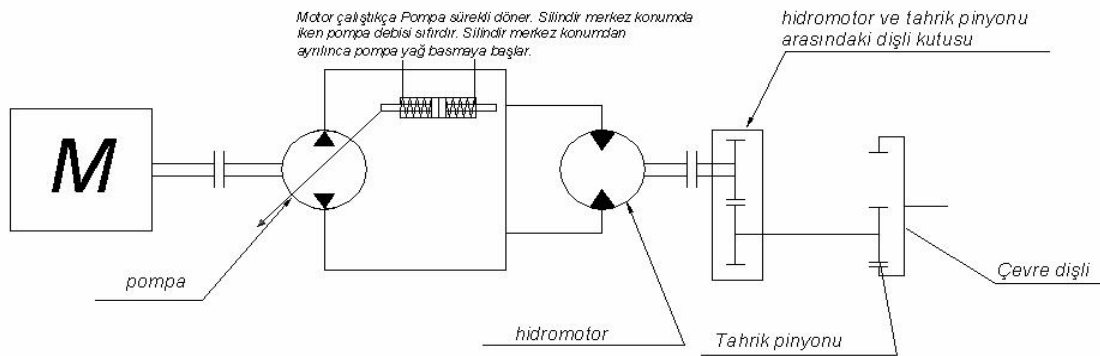 Motor çalıştıkça Pompa sürekli döner. Silindir merkez konumda
iken pompa debisi sıfırdır. Silindir merkez konumdan
ayrılınca pompa yağ basmaya başlar.
hidromotor ve tahrik pinyonu
arasındaki dişli kutusu
M
pompa
hidromotor
Tahrik pinyonu
Çevre dişli